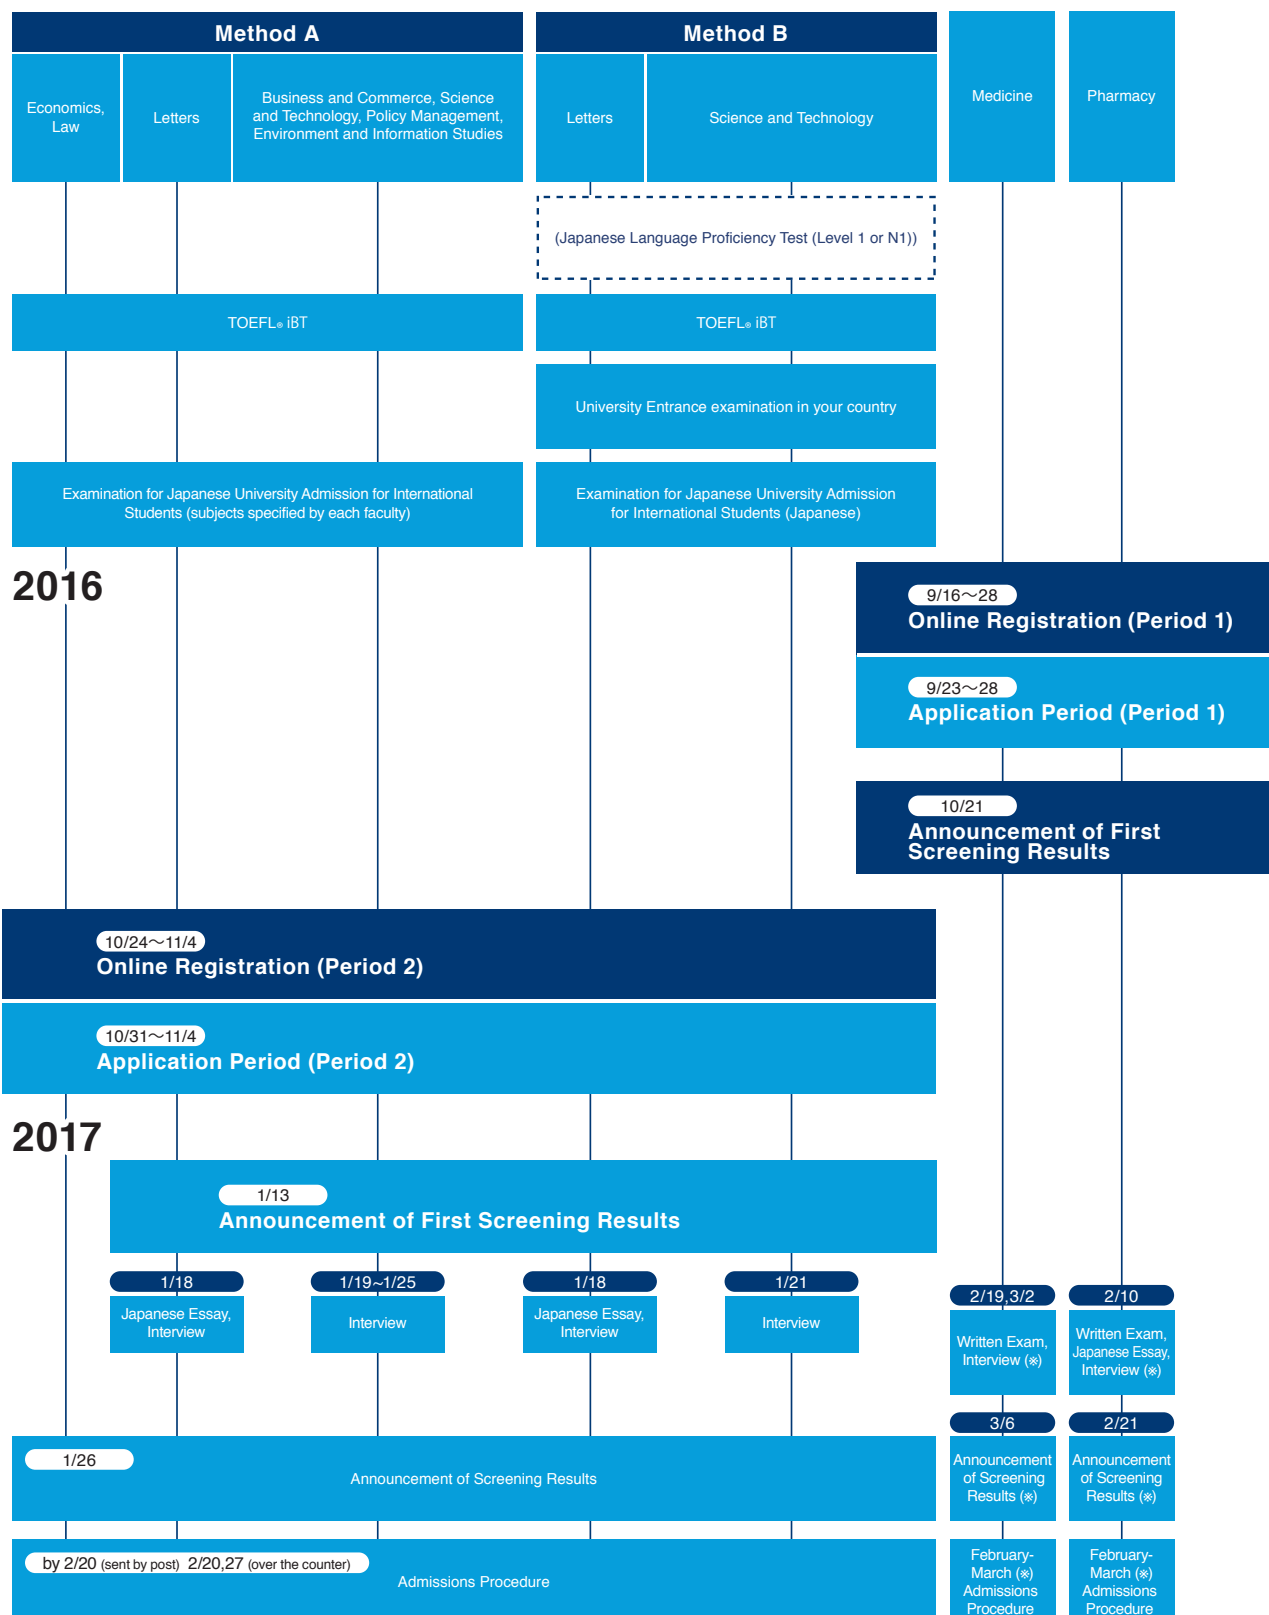 Method A
Method B
Medicine
Pharmacy
Economics,
Law
Letters
Business and Commerce, Science
and Technology, Policy Management,
Environment and Information Studies
Letters
Science and Technology
(Japanese Language Proficiency Test (Level 1 or N1))
TOEFL® iBT
TOEFL® iBT
University Entrance examination in your country
Examination for Japanese University Admission for International
Students (subjects specified by each faculty)
Examination for Japanese University Admission
for International Students (Japanese)
2016
9/16〜28
Online Registration (Period 1)
9/23〜28
Application Period (Period 1)
10/21
Announcement of First
Screening Results
10/24〜11/4
Online Registration (Period 2)
10/31〜11/4
Application Period (Period 2)
2017
1/13
Announcement of First Screening Results
1/18
Japanese Essay,
Interview
1/19~1/25
Interview
1/18
Japanese Essay,
Interview
1/21
Interview
2/19,3/2
Written Exam,
Interview (※)
2/10
Written Exam,
Japanese Essay,
Interview (※)
1/26
Announcement of Screening Results
3/6
Announcement
of Screening
Results (※)
2/21
Announcement
of Screening
Results (※)
by 2/20 (sent by post) 2/20,27 (over the counter)
Admissions Procedure
February-
March (※)
Admissions
Procedure
February-
March (※)
Admissions
Procedure